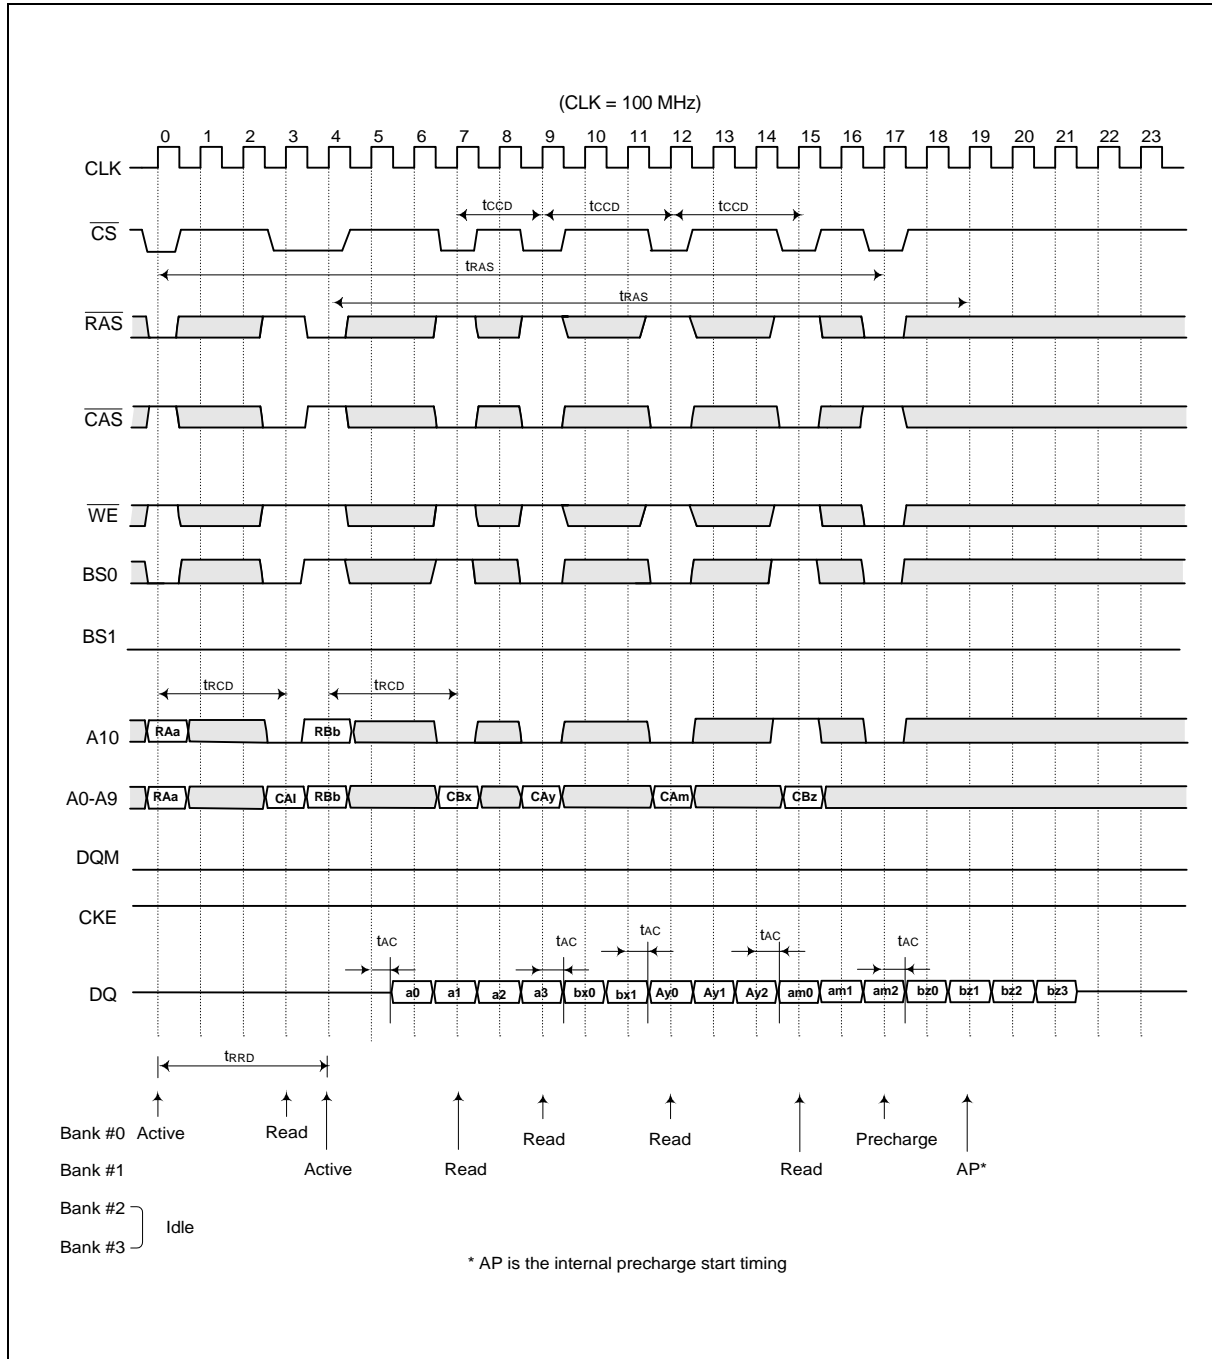 (CLK = 100 MHz)
0 1 2 3 4 5 6 7 8 9 10 11 12 13 14 15 16 17 18 19 20 21 22 23
CLK
tCCD tCCD tCCD
CS
tRAS
tRAS
RAS
CAS
WE
BS0
BS1
tRCD tRCD
A10 RAa RBb
A0-A9 RAa CAI RBb CBx CAy CAm CBz
DQM
CKE
tAC tAC tAC tAC tAC
DQ a0 a1 a2 a3 bx0 bx1 Ay0 Ay1 Ay2 am0 am1 am2 bz0 bz1 bz2 bz3
tRRD
Bank #0 Active Read Read Read Precharge
Bank #1 Active Read Read AP*
Bank #2
Idle
Bank #3
* AP is the internal precharge start timing